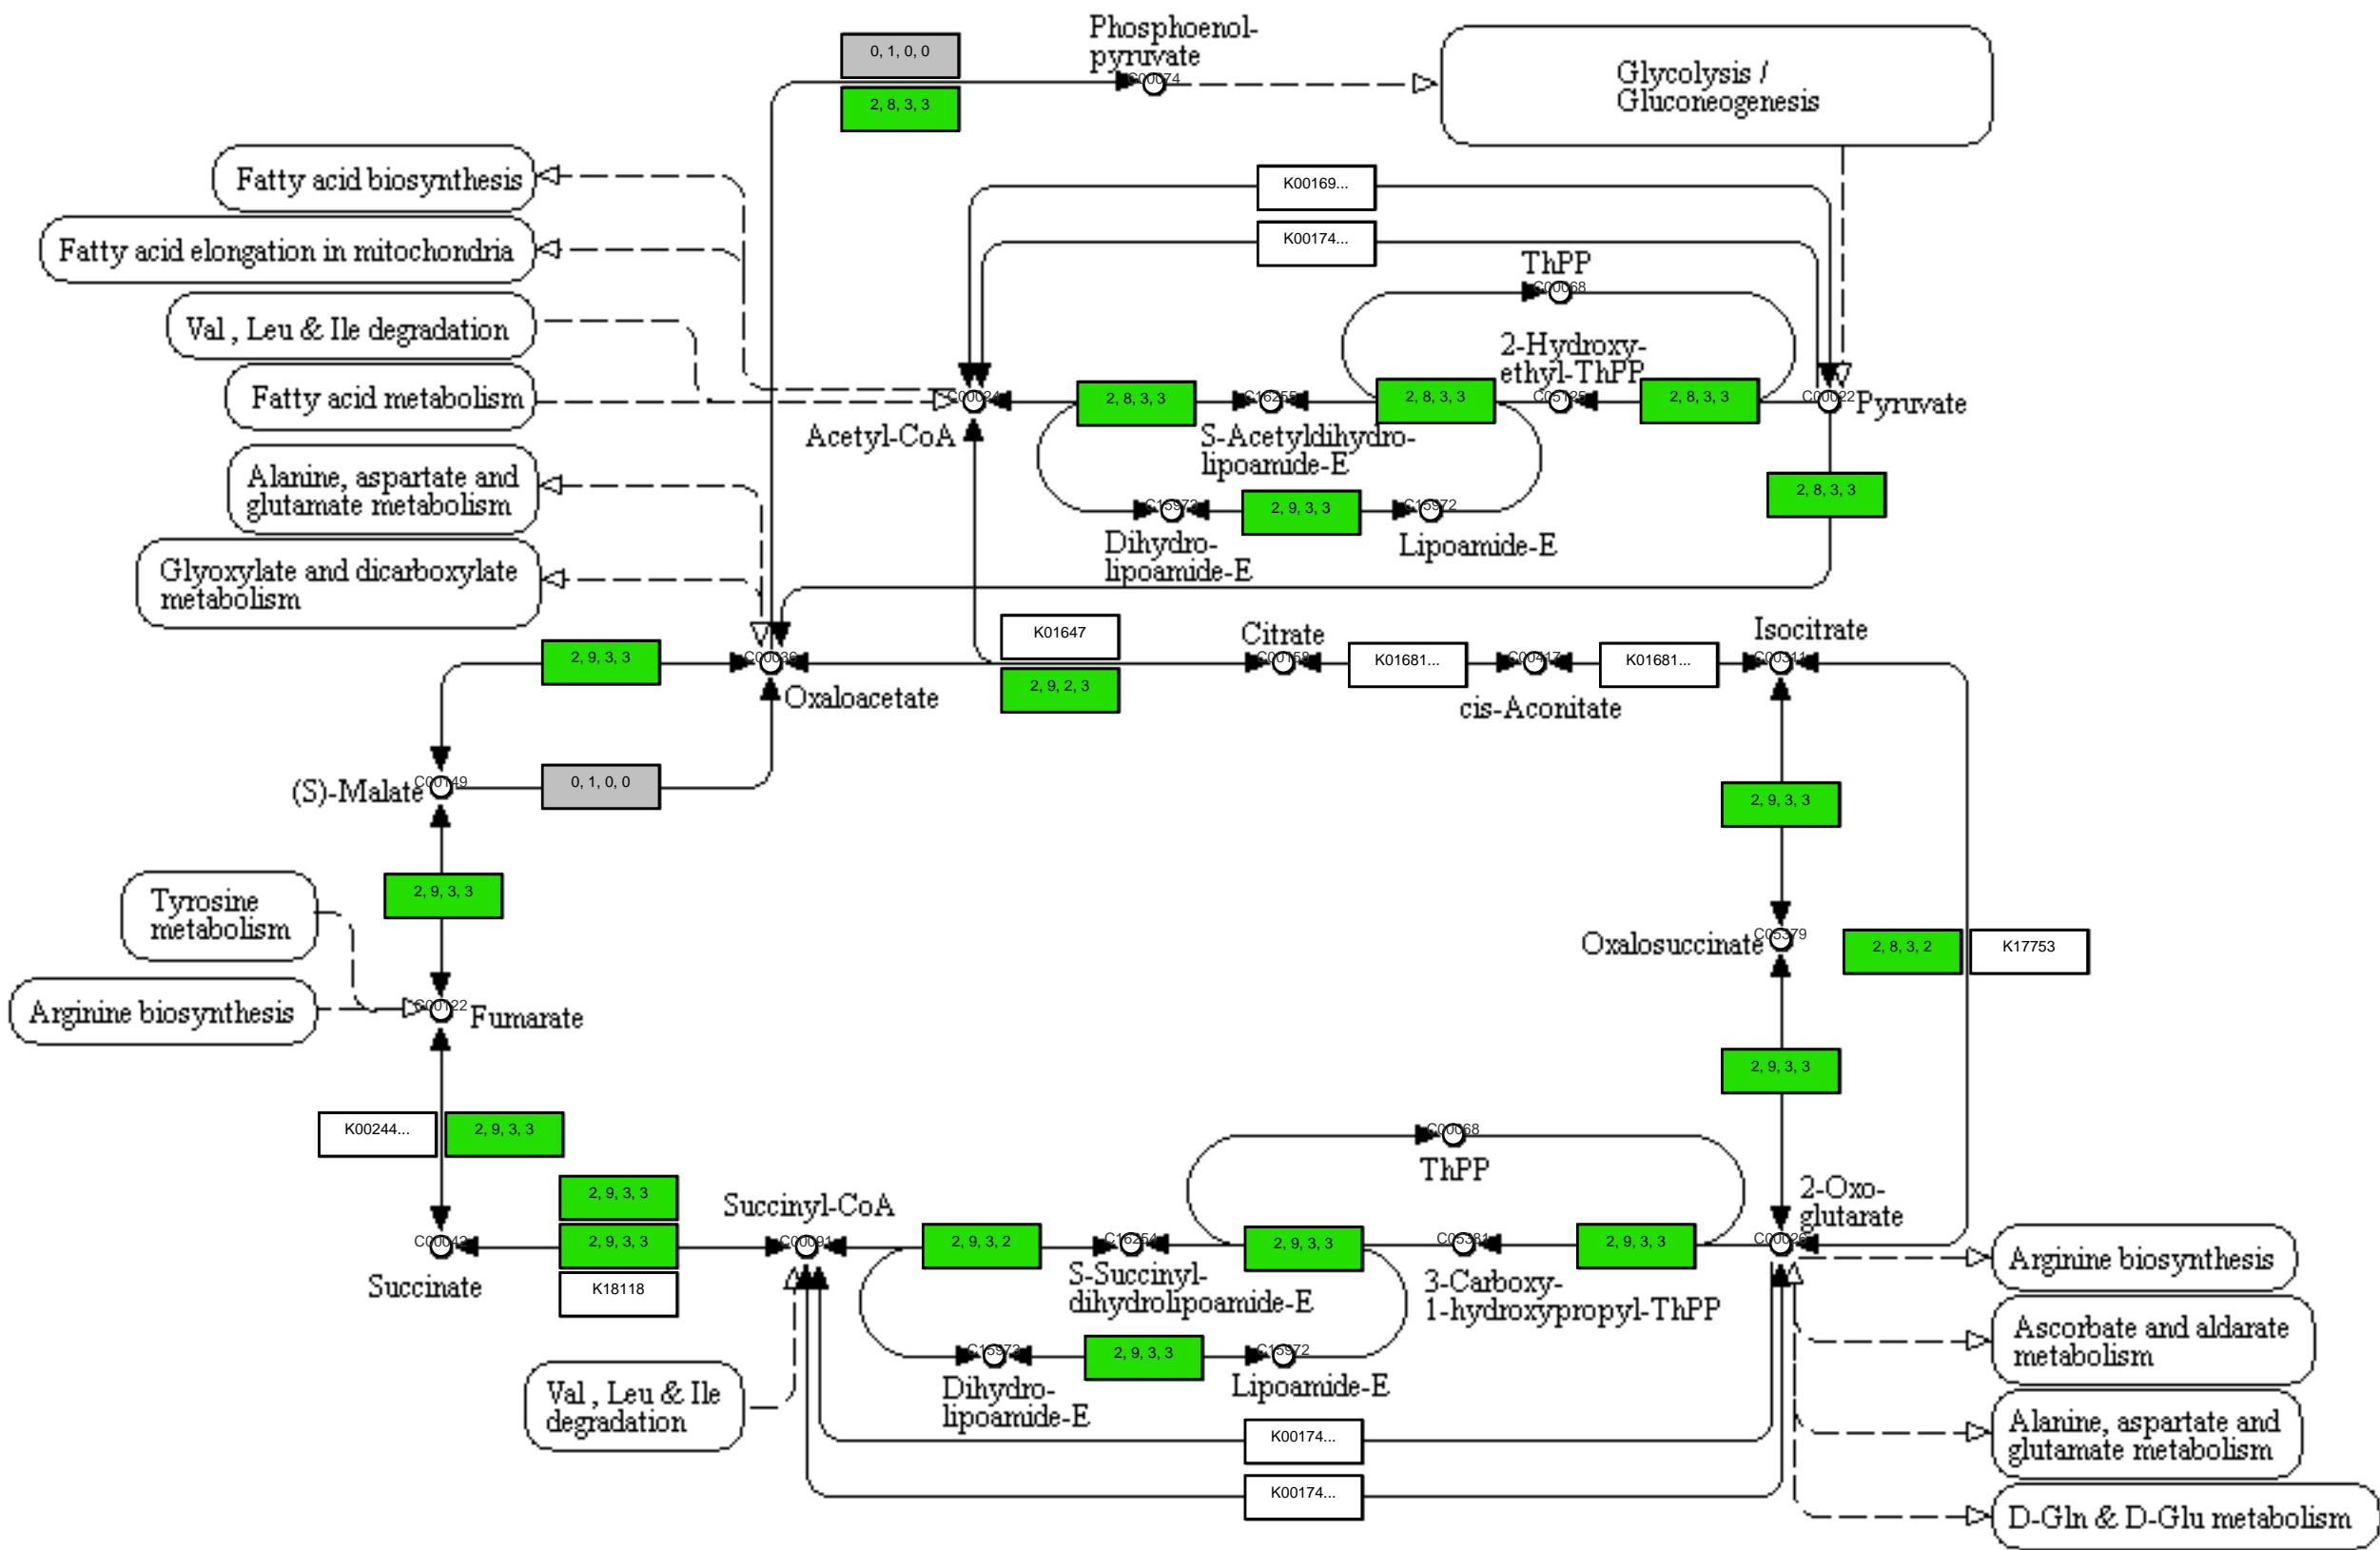 Phosphoenol-
pyruvate
0, 1, 0, 0
C00074
2, 8, 3, 3
Glycolysis /
Gluconeogenesis
Fatty acid biosynthesis
K00169...
Fatty acid elongation in mitochondria
K00174...
ThPP
C00068
Val , Leu & Ile degradation
2-Hydroxy-
ethyl-ThPP
Fatty acid metabolism
C00024
2, 8, 3, 3
C16255
2, 8, 3, 3
C05125
2, 8, 3, 3
C00022
Pyruvate
Acetyl-CoA
S-Acetyldihydro-
lipoamide-E
Alanine, aspartate and
glutamate metabolism
2, 8, 3, 3
C15973
2, 9, 3, 3
C15972
Dihydro-
lipoamide-E
Lipoamide-E
Glyoxylate and dicarboxylate
metabolism
K01647
Citrate
Isocitrate
2, 9, 3, 3
C00036
C00158
K01681...
C00417
K01681...
C00311
2, 9, 2, 3
Oxaloacetate
cis-Aconitate
(S)-Malate
C00149
0, 1, 0, 0
2, 9, 3, 3
2, 9, 3, 3
Tyrosine
metabolism
Oxalosuccinate
C05379
2, 8, 3, 2
K17753
Arginine biosynthesis
C00122
Fumarate
2, 9, 3, 3
K00244...
2, 9, 3, 3
C00068
ThPP
2, 9, 3, 3
Succinyl-CoA
2-Oxo-
glutarate
C00042
2, 9, 3, 3
C00091
2, 9, 3, 2
C16254
2, 9, 3, 3
C05381
2, 9, 3, 3
C00026
Succinate
K18118
S-Succinyl-
dihydrolipoamide-E
3-Carboxy-
1-hydroxypropyl-ThPP
Arginine biosynthesis
Ascorbate and aldarate
metabolism
C15973
2, 9, 3, 3
C15972
Val , Leu & Ile
degradation
Dihydro-
lipoamide-E
Lipoamide-E
Alanine, aspartate and
glutamate metabolism
K00174...
K00174...
D-Gln & D-Glu metabolism